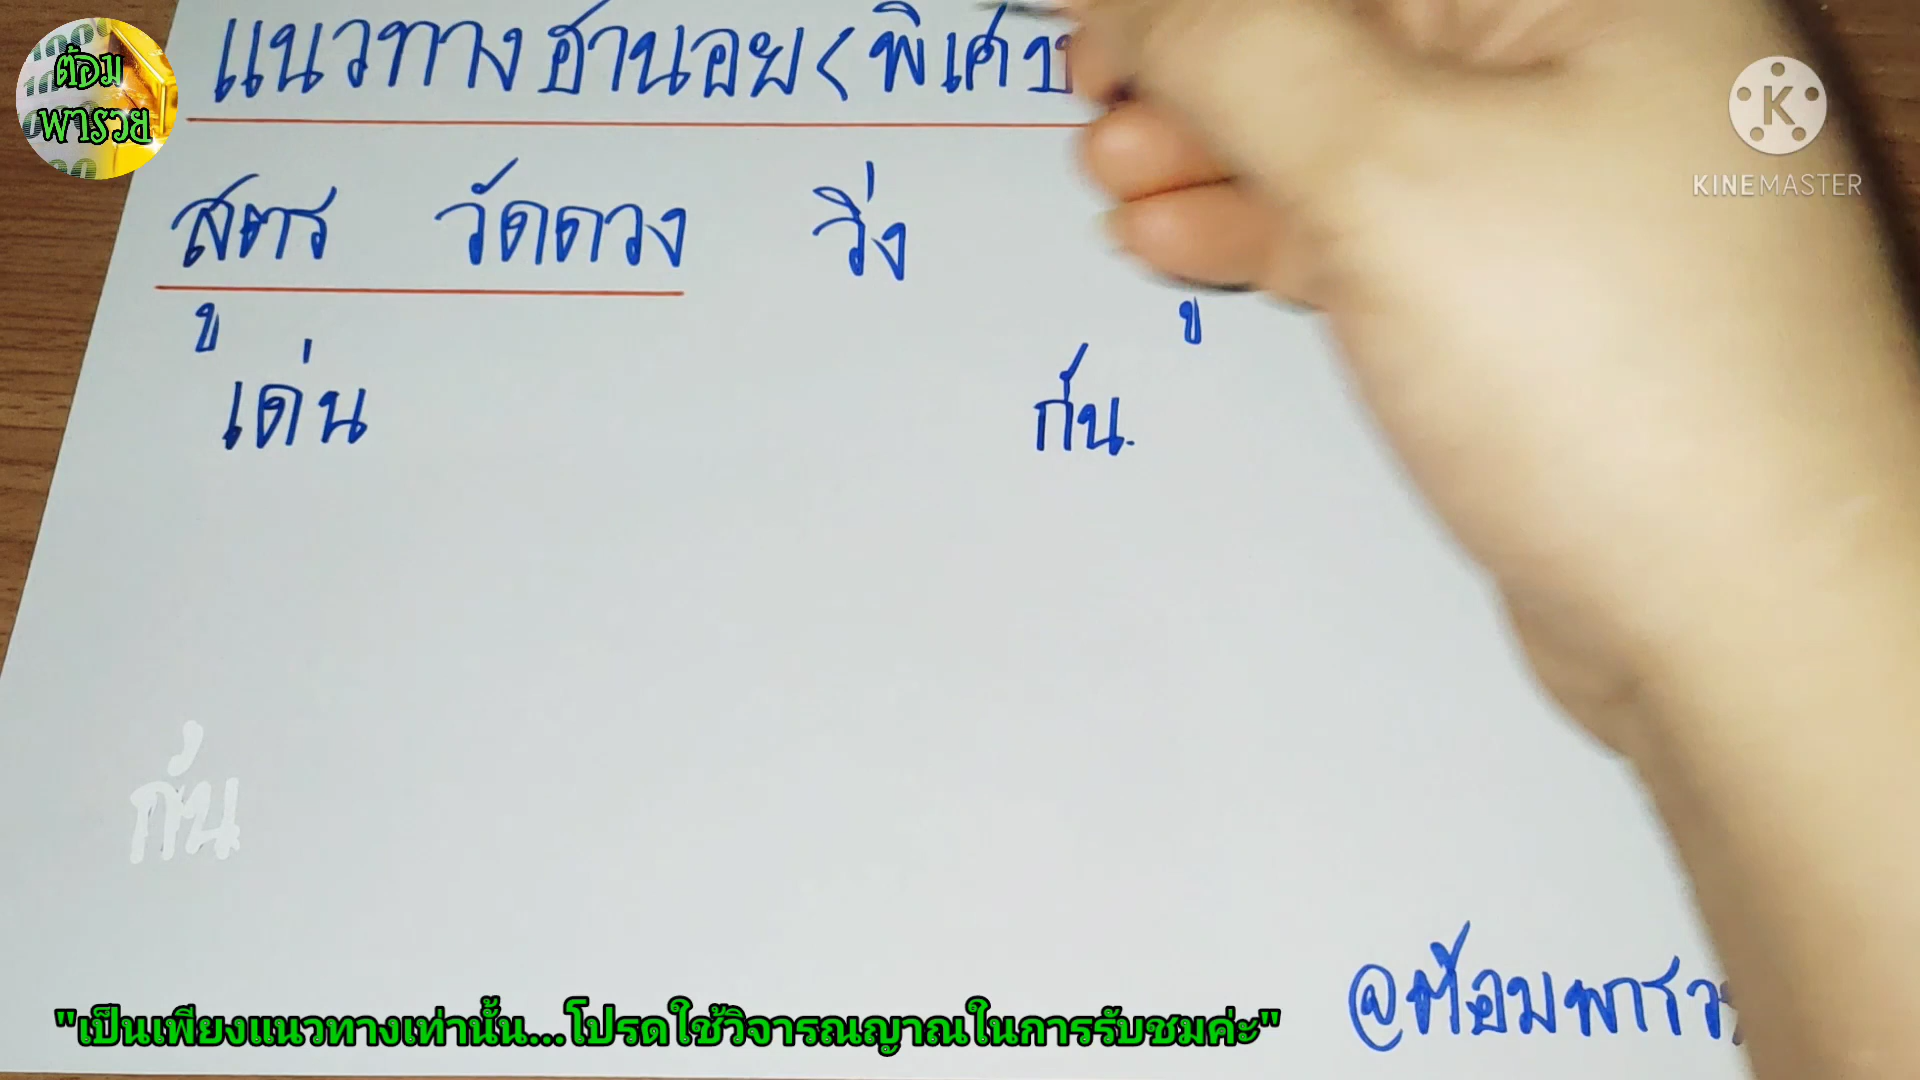 ต้อม
พารวย
แนวทางฮานอย (พิเศษ
K
KINEMASTER
สูตร วัดดวง วิ่ง
บ บ
เด่น ก้น
กั้น
@ต้อมพารวย
"เป็นเพียงแนวทางเท่านั้น...โปรดใช้วิจารณญาณในการรับชมค่ะ"